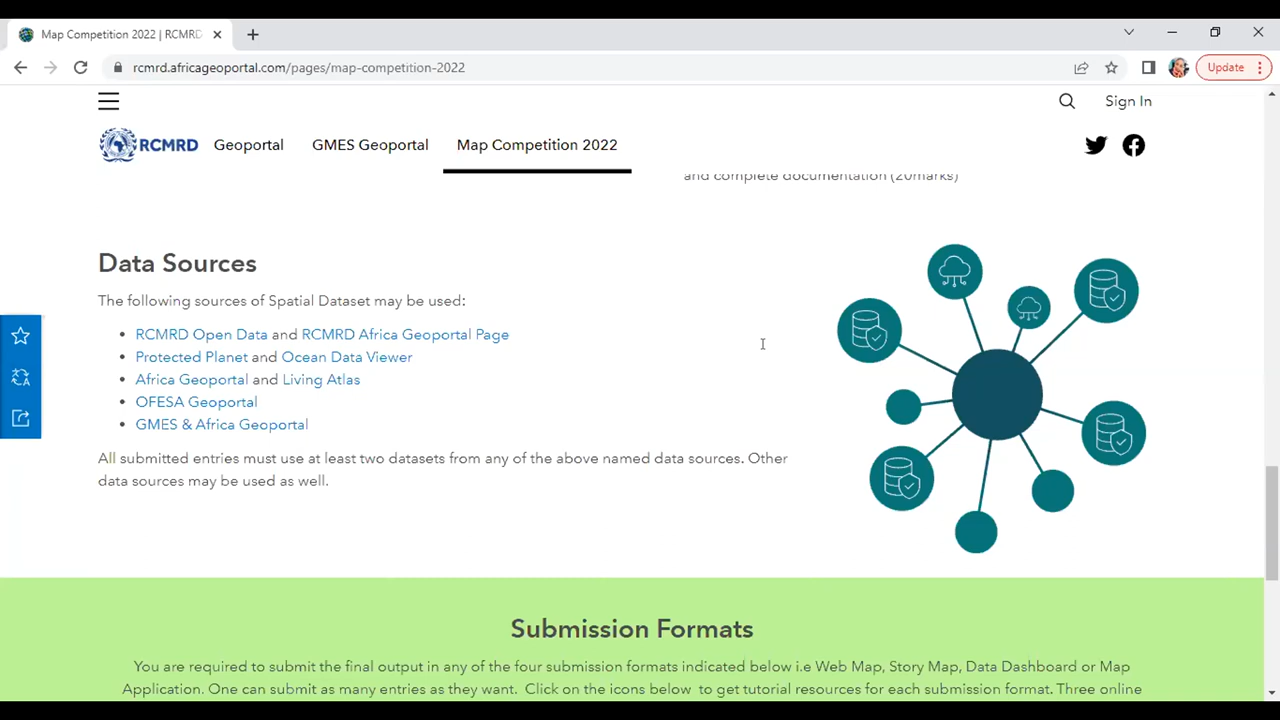 Map Competition 2022 | RCMRD
rcmrd.africageoportal.com/pages/map-competition-2022
Update
Sign In
RCMRD Geoportal GMES Geoportal Map Competition 2022
and complete documentation (20marks)
Data Sources
The following sources of Spatial Dataset may be used:
• RCMRD Open Data and RCMRD Africa Geoportal Page
• Protected Planet and Ocean Data Viewer
• Africa Geoportal and Living Atlas
• OFESA Geoportal
• GMES & Africa Geoportal
All submitted entries must use at least two datasets from any of the above named data sources. Other
data sources may be used as well.
Submission Formats
You are required to submit the final output in any of the four submission formats indicated below i.e Web Map, Story Map, Data Dashboard or Map
Application. One can submit as many entries as they want. Click on the icons below to get tutorial resources for each submission format. Three online